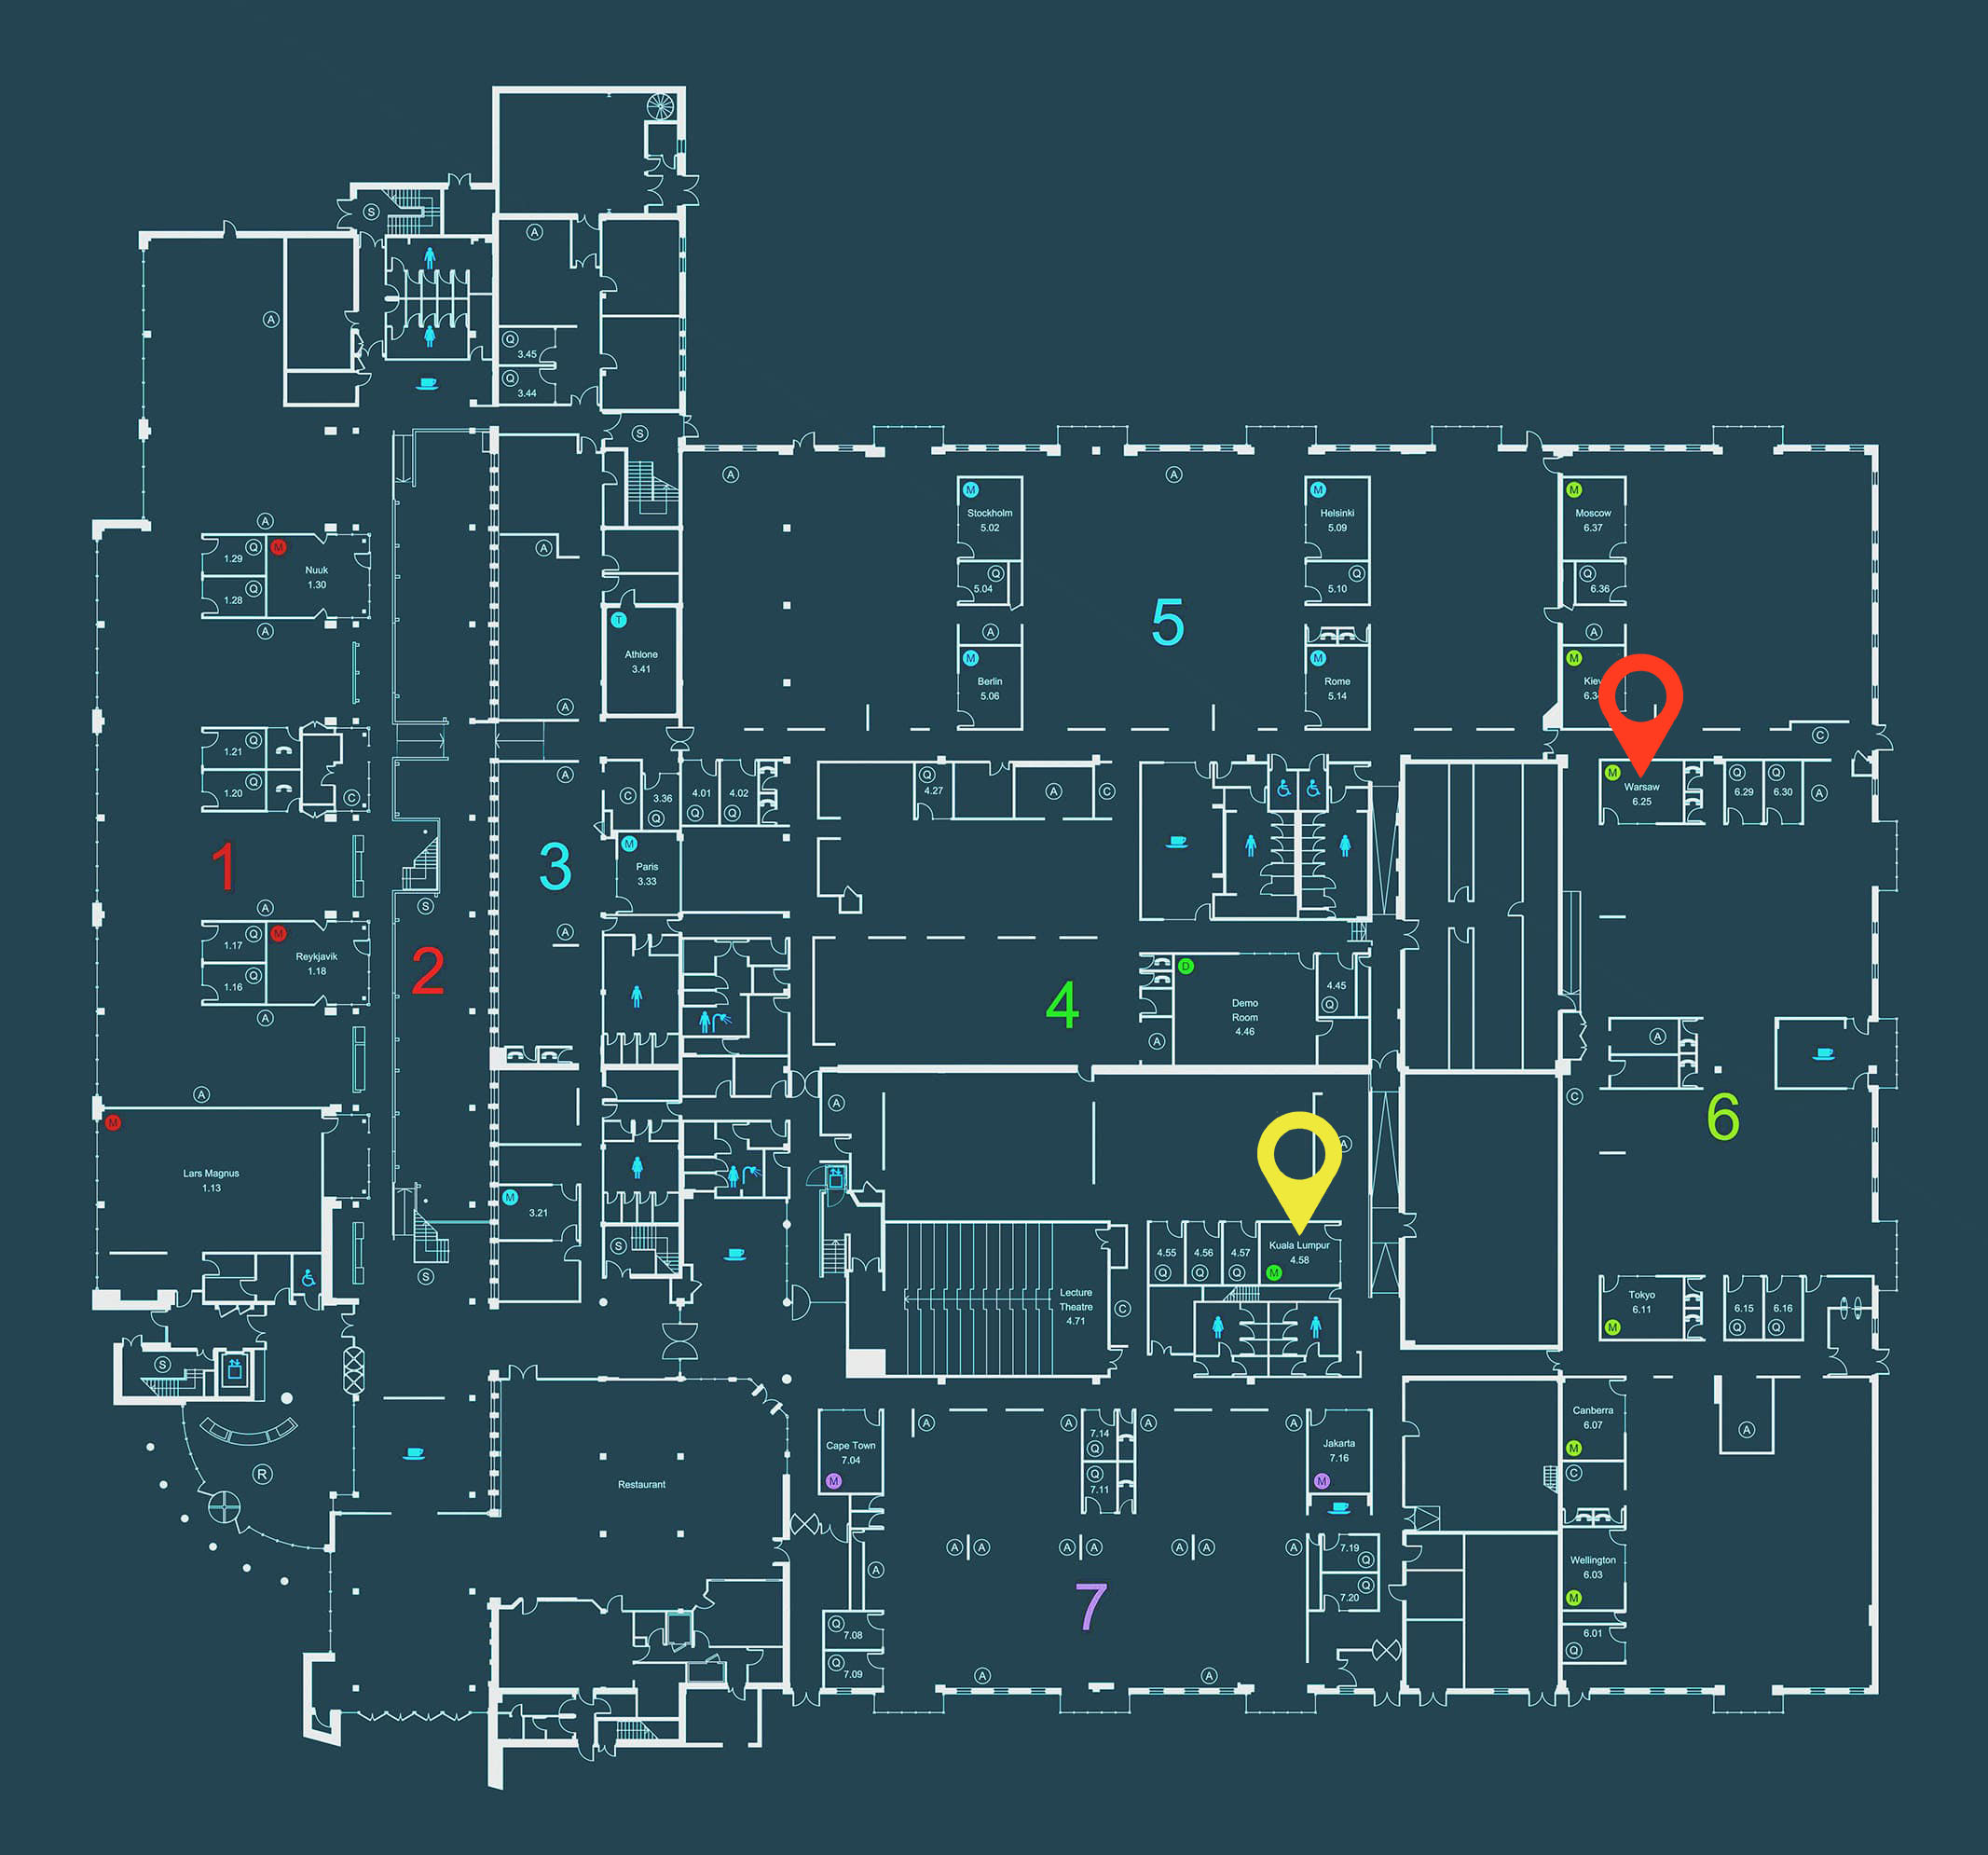 S
A
A
Q
3.45
Q
3.44
S
A
A
M
Stockholm
5.02
M
Helsinki
5.09
M
Moscow
6.37
A
1.29
Q
M
Nuuk
1.30
1.28
Q
A
A
Q
5.04
Q
5.10
Q
6.36
T
Athlone
3.41
5
A
A
A
M
Berlin
5.06
M
Rome
5.14
M
A
C
1.21
Q
1.20
Q
C
A
C
3.36
Q
4.01
Q
4.02
Q
Q
4.27
A
C
M
Warsaw
6.25
Q
6.29
Q
6.30
A
1
3
M
Paris
3.33
A
S
A
1.17
Q
M
Reykjavik
1.18
1.16
Q
A
2
4
D
Demo
Room
4.46
4.45
Q
A
A
A
M
Lars Magnus
1.13
A
C
6
A
M
3.21
S
S
4.55
Q
4.56
Q
4.57
Q
Kuala Lumpur
4.58
M
Lecture
Theatre
4.71
C
Tokyo
6.11
M
6.15
Q
6.16
Q
S
R
Restaurant
Cape Town
7.04
M
A
A
7.14
Q
Q
7.11
A
A
Jakarta
7.16
M
Canberra
6.07
M
C
A
A
A
A
A
A
A
A
A
7.19
Q
Q
7.20
Wellington
6.03
M
7
Q
7.08
Q
7.09
A
A
6.01
Q